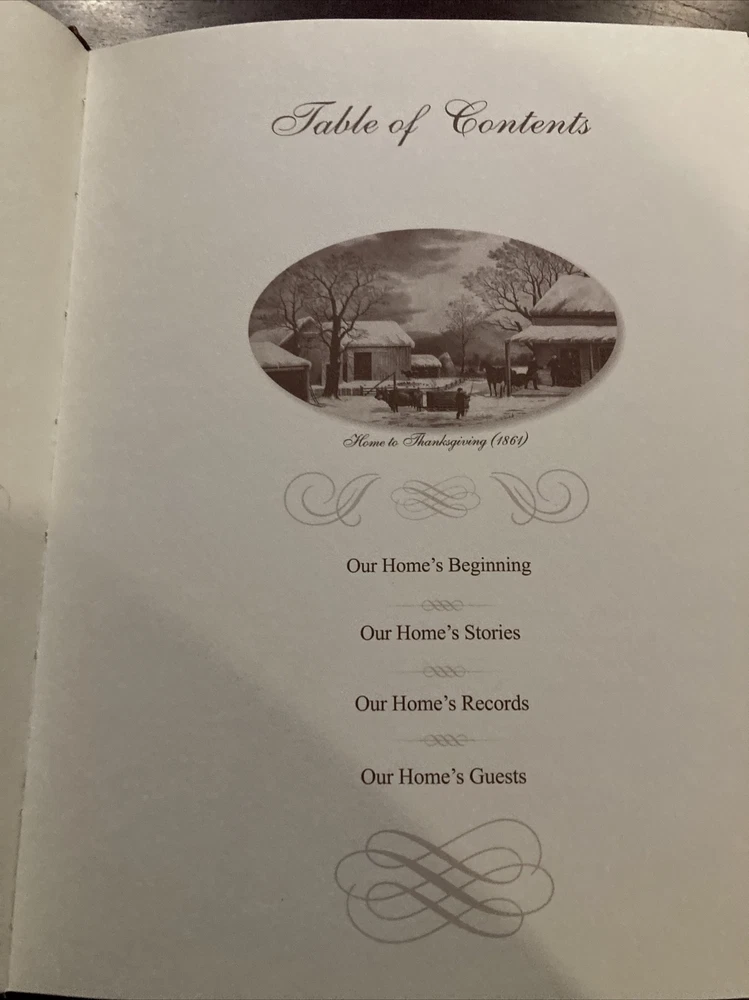 Table of Contents
Home to Thanksgiving (1861)
Our Home’s Beginning
Our Home’s Stories
Our Home’s Records
Our Home’s Guests